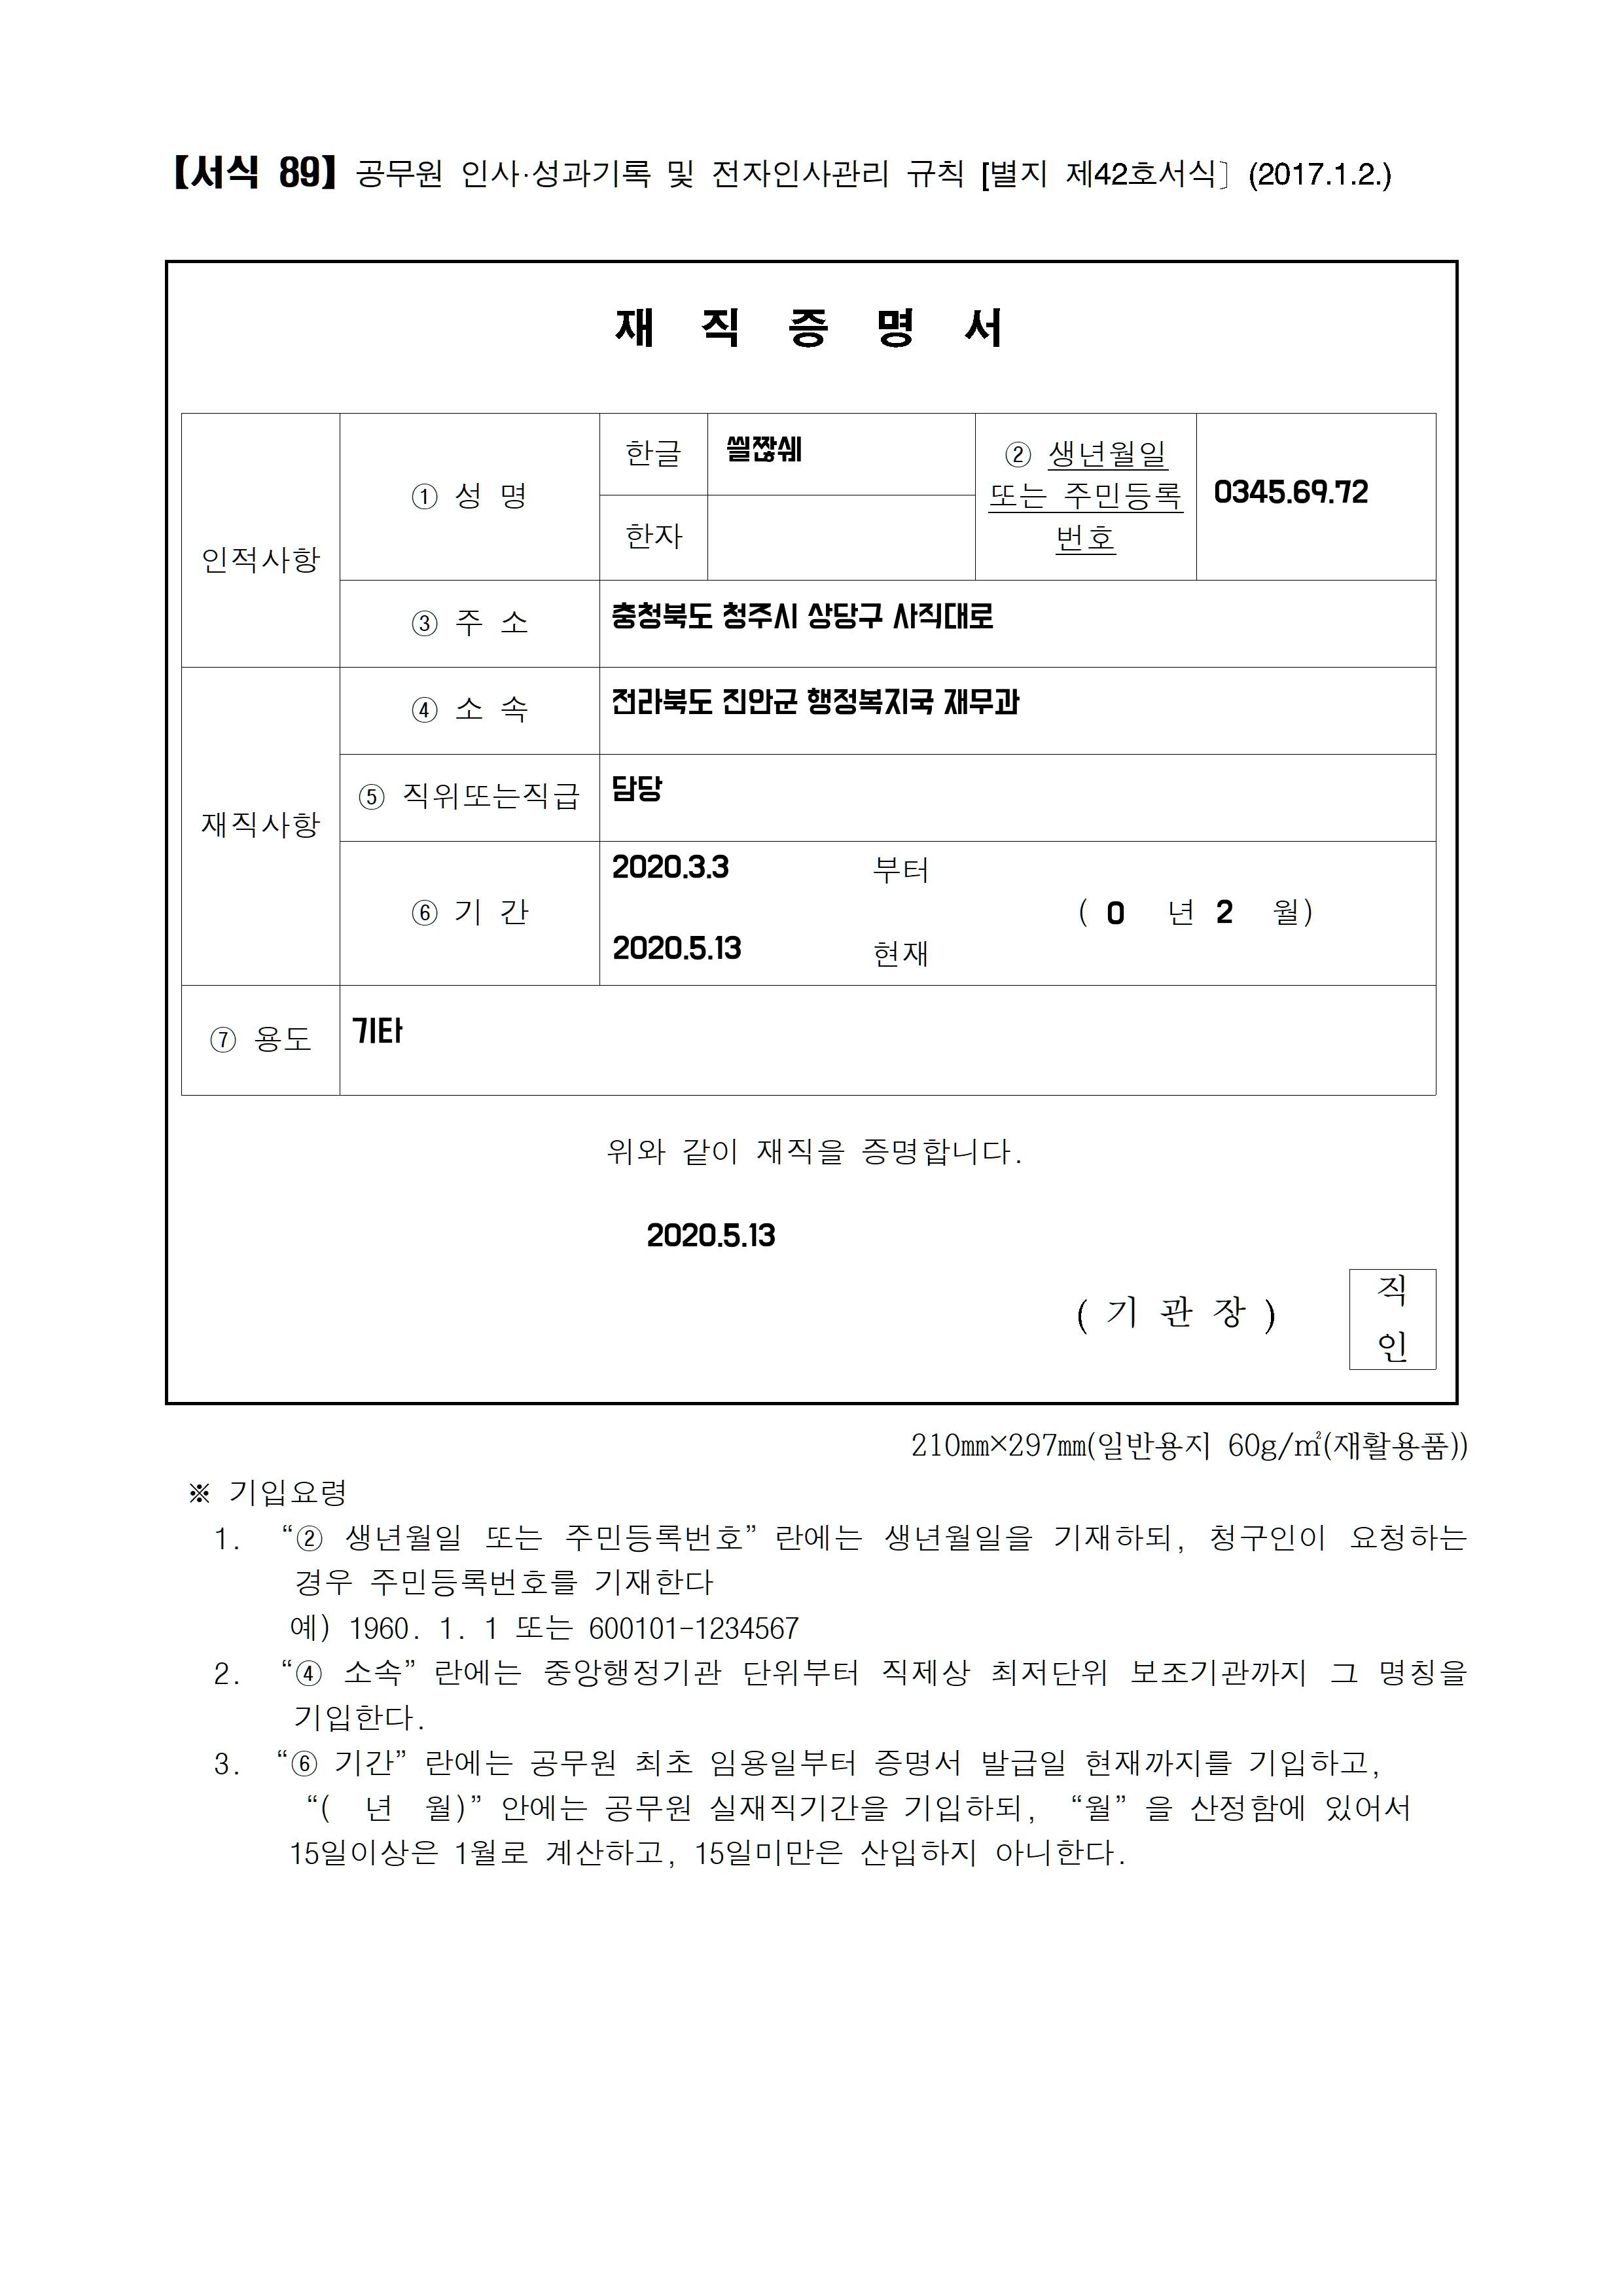 【서식 89】 공무원 인사·성과기록 및 전자인사관리 규칙 [별지 제42호서식〕 (2017.1.2.)
재 직 증 명 서
인적사항
① 성 명
한글
씔짢쉐
한자
② 생년월일
또는 주민등록
번호
0345.69.72
③ 주 소
충청북도 청주시 상당구 사직대로
재직사항
④ 소 속
전라북도 진안군 행정복지국 재무과
⑤ 직위또는직급
담당
⑥ 기 간
2020.3.3 부터
( 0 년 2 월)
2020.5.13 현재
⑦ 용도
기타
위와 같이 재직을 증명합니다.
2020.5.13
( 기 관 장 )
직
인
210㎜×297㎜(일반용지 60g/㎡(재활용품))
※ 기입요령
1. “② 생년월일 또는 주민등록번호” 란에는 생년월일을 기재하되, 청구인이 요청하는
경우 주민등록번호를 기재한다
예) 1960. 1. 1 또는 600101-1234567
2. “④ 소속” 란에는 중앙행정기관 단위부터 직제상 최저단위 보조기관까지 그 명칭을
기입한다.
3. “⑥ 기간” 란에는 공무원 최초 임용일부터 증명서 발급일 현재까지를 기입하고,
“( 년 월)” 안에는 공무원 실재직기간을 기입하되, “월” 을 산정함에 있어서
15일이상은 1월로 계산하고, 15일미만은 산입하지 아니한다.